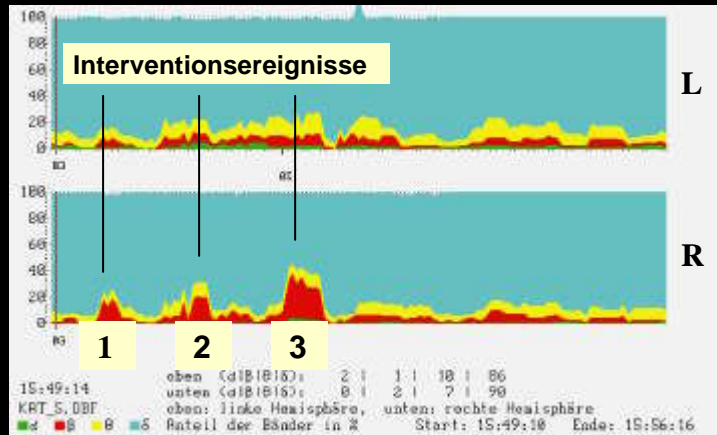 100
80
60
40
20
0
Interventionsereignisse
L
100
80
60
40
20
0
R
1 2 3
oben (α|β|θ|δ): 2 | 1 | 10 | 86
15:49:14 unten (α|β|θ|δ): 0 | 2 | 7 | 90
KAT_S.DBF oben: linke Hemisphäre, unten: rechte Hemisphäre
α β θ δ Anteil der Bänder in % Start: 15:49:10 Ende: 15:56:16